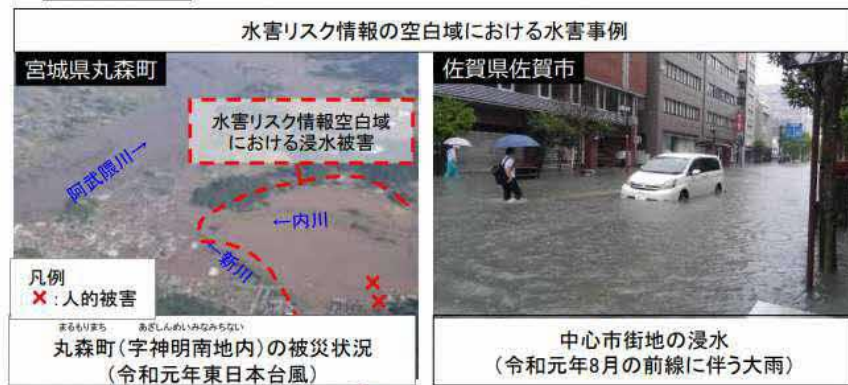 水害リスク情報の空白域における水害事例
宮城県丸森町
水害リスク情報空白域
における浸水被害
阿武隈川→
←内川
←新川
凡例
×:人的被害
まるもりまち あざしんめいみなみちない
丸森町(字神明南地内)の被災状況
(令和元年東日本台風)
佐賀県佐賀市
中心市街地の浸水
(令和元年8月の前線に伴う大雨)